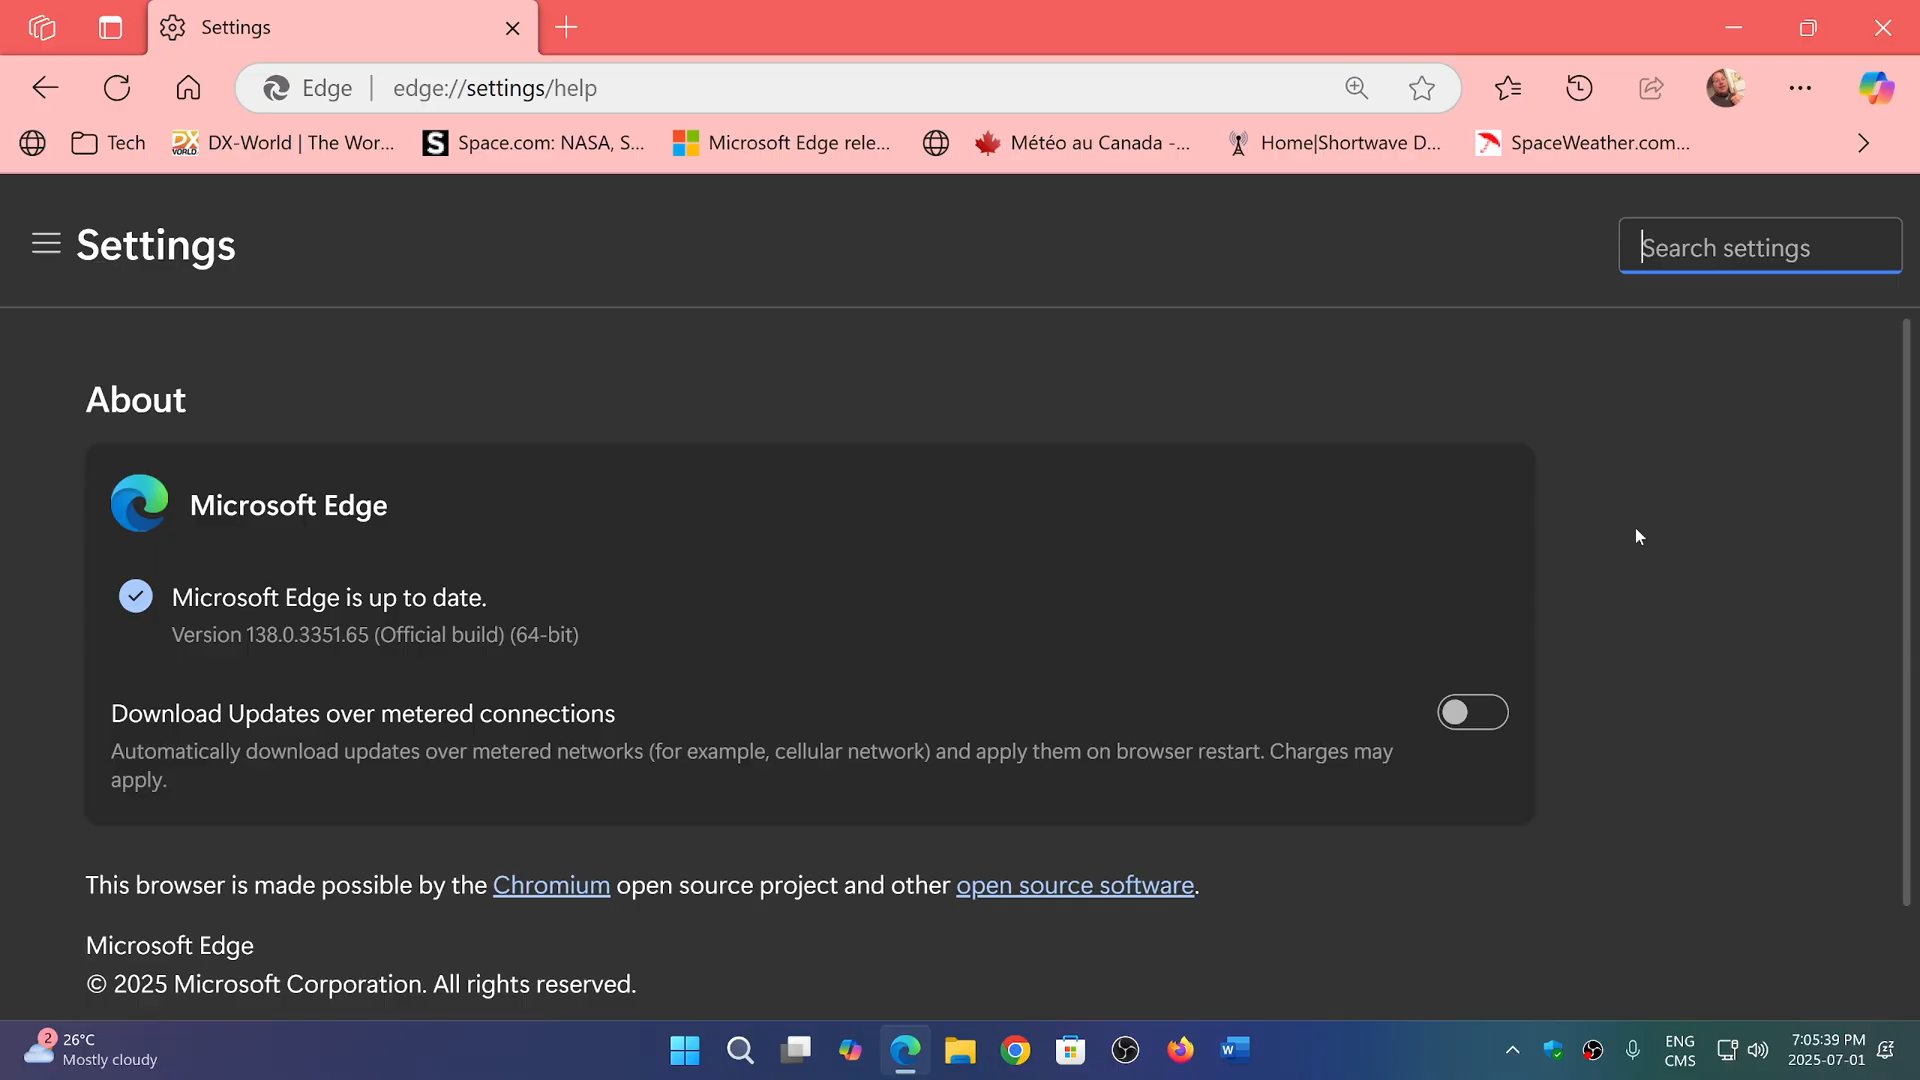 Settings
Edge | edge://settings/help
Tech
DX WORLD
DX-World | The Wor...
S
Space.com: NASA, S...
Microsoft Edge rele...
Météo au Canada -...
Home|Shortwave D...
SpaceWeather.com...
Settings
Search settings
About
Microsoft Edge
Microsoft Edge is up to date.
Version 138.0.3351.65 (Official build) (64-bit)
Download Updates over metered connections
Automatically download updates over metered networks (for example, cellular network) and apply them on browser restart. Charges may
apply.
This browser is made possible by the Chromium open source project and other open source software.
Microsoft Edge
© 2025 Microsoft Corporation. All rights reserved.
2
26°C
Mostly cloudy
W
ENG
CMS
7:05:39 PM
2025-07-01